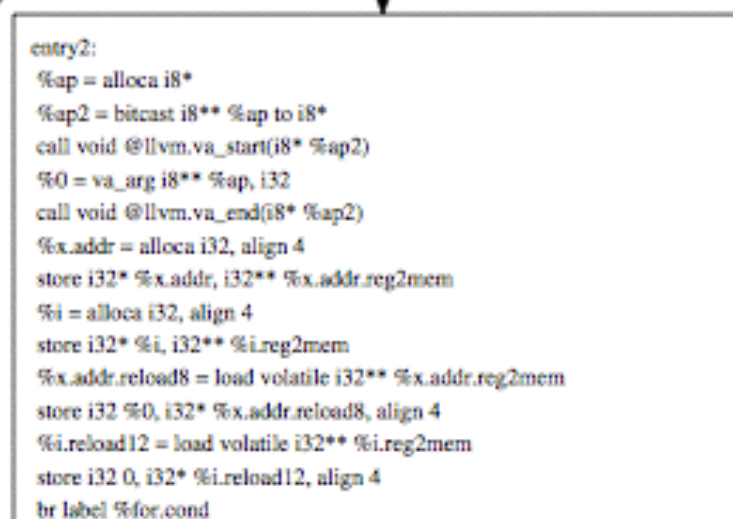 entry2:
%ap = alloca i8*
%ap2 = bitcast i8** %ap to i8*
call void @llvm.va_start(i8* %ap2)
%0 = va_arg i8** %ap, i32
call void @llvm.va_end(i8* %ap2)
%x.addr = alloca i32, align 4
store i32* %x.addr, i32** %x.addr.reg2mem
%i = alloca i32, align 4
store i32* %i, i32** %i.reg2mem
%x.addr.reload8 = load volatile i32** %x.addr.reg2mem
store i32 %0, i32* %x.addr.reload8, align 4
%i.reload12 = load volatile i32** %i.reg2mem
store i32 0, i32* %i.reload12, align 4
br label %for.cond